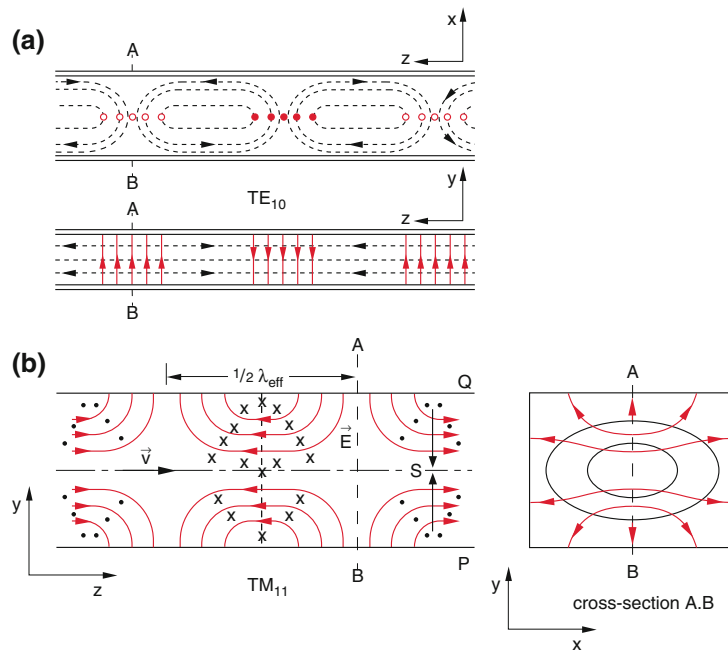 (a)
A
x
z
B
TE10
y
A
z
B
(b)
A
1/2 λeff
Q
A
x x x x x x x x x x x x
E
v
S
x x x x x x x x
y
B
P
B
z
TM11
y
cross-section A.B
x